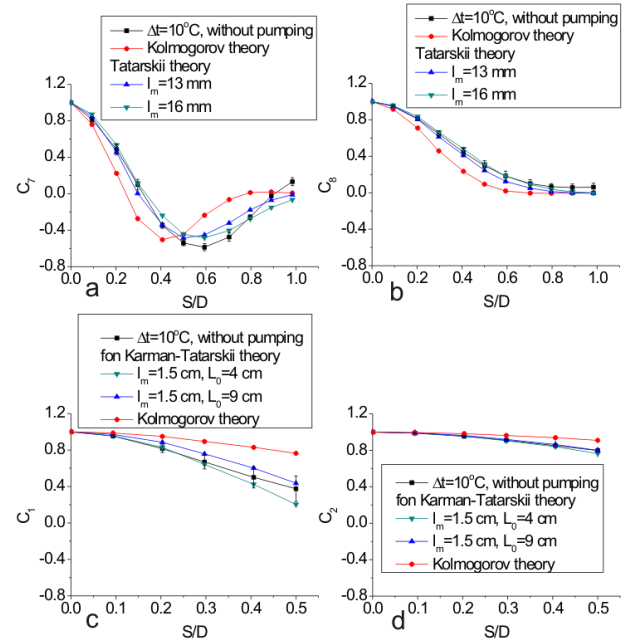 Δt=10°C, without pumping
Kolmogorov theory
Tatarskii theory
l_m=13 mm
l_m=16 mm
1.2
0.8
0.4
0.0
-0.4
-0.8
C_7
0.0 0.2 0.4 0.6 0.8 1.0
a
S/D
Δt=10°C, without pumping
Kolmogorov theory
Tatarskii theory
l_m=13 mm
l_m=16 mm
1.2
0.8
0.4
0.0
-0.4
-0.8
C_8
0.0 0.2 0.4 0.6 0.8 1.0
b
S/D
Δt=10°C, without pumping
fon Karman-Tatarskii theory
l_m=1.5 cm, L_0=4 cm
l_m=1.5 cm, L_0=9 cm
Kolmogorov theory
1.2
0.8
0.4
0.0
-0.4
-0.8
C_1
0.0 0.1 0.2 0.3 0.4 0.5
c
S/D
1.2
0.8
0.4
0.0
-0.4
-0.8
C_2
Δt=10°C, without pumping
fon Karman-Tatarskii theory
l_m=1.5 cm, L_0=4 cm
l_m=1.5 cm, L_0=9 cm
Kolmogorov theory
0.0 0.1 0.2 0.3 0.4 0.5
d
S/D